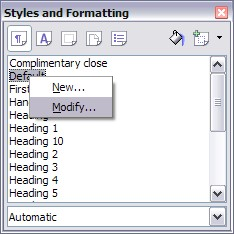 Styles and Formatting
Complimentary close
Default
First
New...
Hang
Modify...
Heading
Heading 1
Heading 10
Heading 2
Heading 3
Heading 4
Heading 5
Automatic